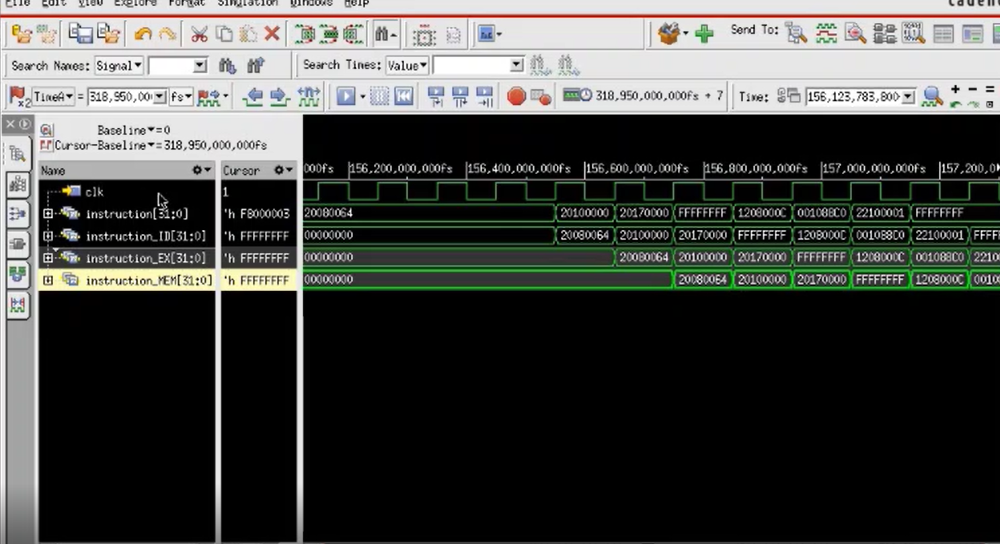 File Edit View Explore Format Simulation Windows Help
cadenc
Send To:
Search Names: Signal Search Times: Value
x2 TimeA = 318,950,00 fs 318,950,000,000fs + 7 Time: 156,123,783,800
Baseline = 0
Cursor-Baseline = 318,950,000,000fs
Name Cursor 000fs 156,200,000,000fs 156,400,000,000fs 156,600,000,000fs 156,800,000,000fs 157,000,000,000fs 157,200,0
clk 1
instruction[31:0] 'h F8000003 20080064 20100000 20170000 FFFFFFFF 1208000C 001088C0 22100001 FFFFFFFF
instruction_ID[31:0] 'h FFFFFFFF 00000000 20080064 20100000 20170000 FFFFFFFF 1208000C 001088C0 22100001 FFFF
instruction_EX[31:0] 'h FFFFFFFF 00000000 20080064 20100000 20170000 FFFFFFFF 1208000C 001088C0 2210
instruction_MEM[31:0] 'h FFFFFFFF 00000000 20080064 20100000 20170000 FFFFFFFF 1208000C 0010